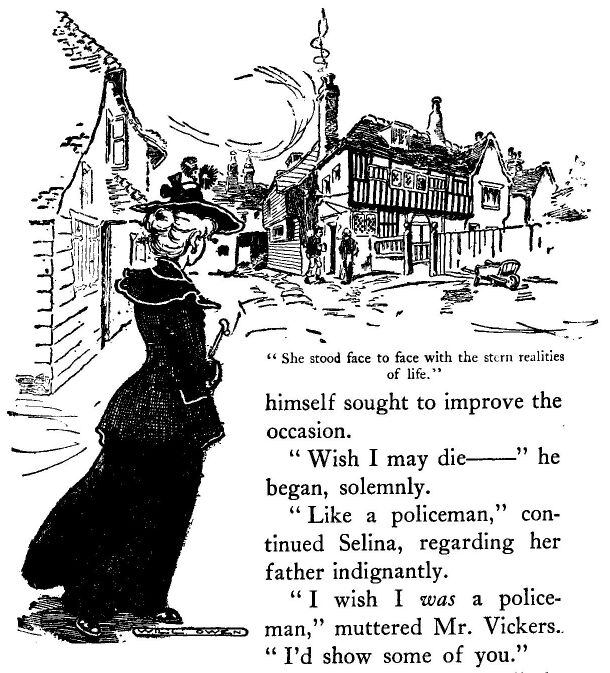 “ She stood face to face with the stern realities
of life.”
himself sought to improve the
occasion.
“ Wish I may die——” he
began, solemnly.
“ Like a policeman,” con-
tinued Selina, regarding her
father indignantly.
“ I wish I was a police-
man,” muttered Mr. Vickers.
“ I’d show some of you.”
WILL OWEN